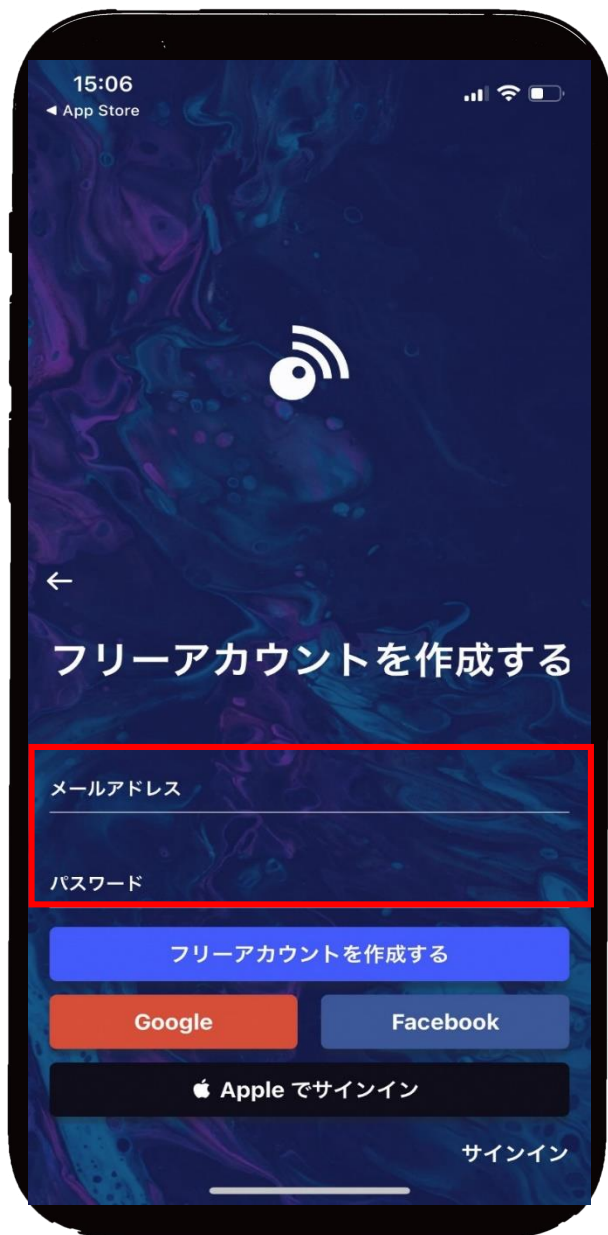 15:06
◀ App Store
フリーアカウントを作成する
メールアドレス
パスワード
フリーアカウントを作成する
Google
Facebook
Apple でサインイン
サインイン